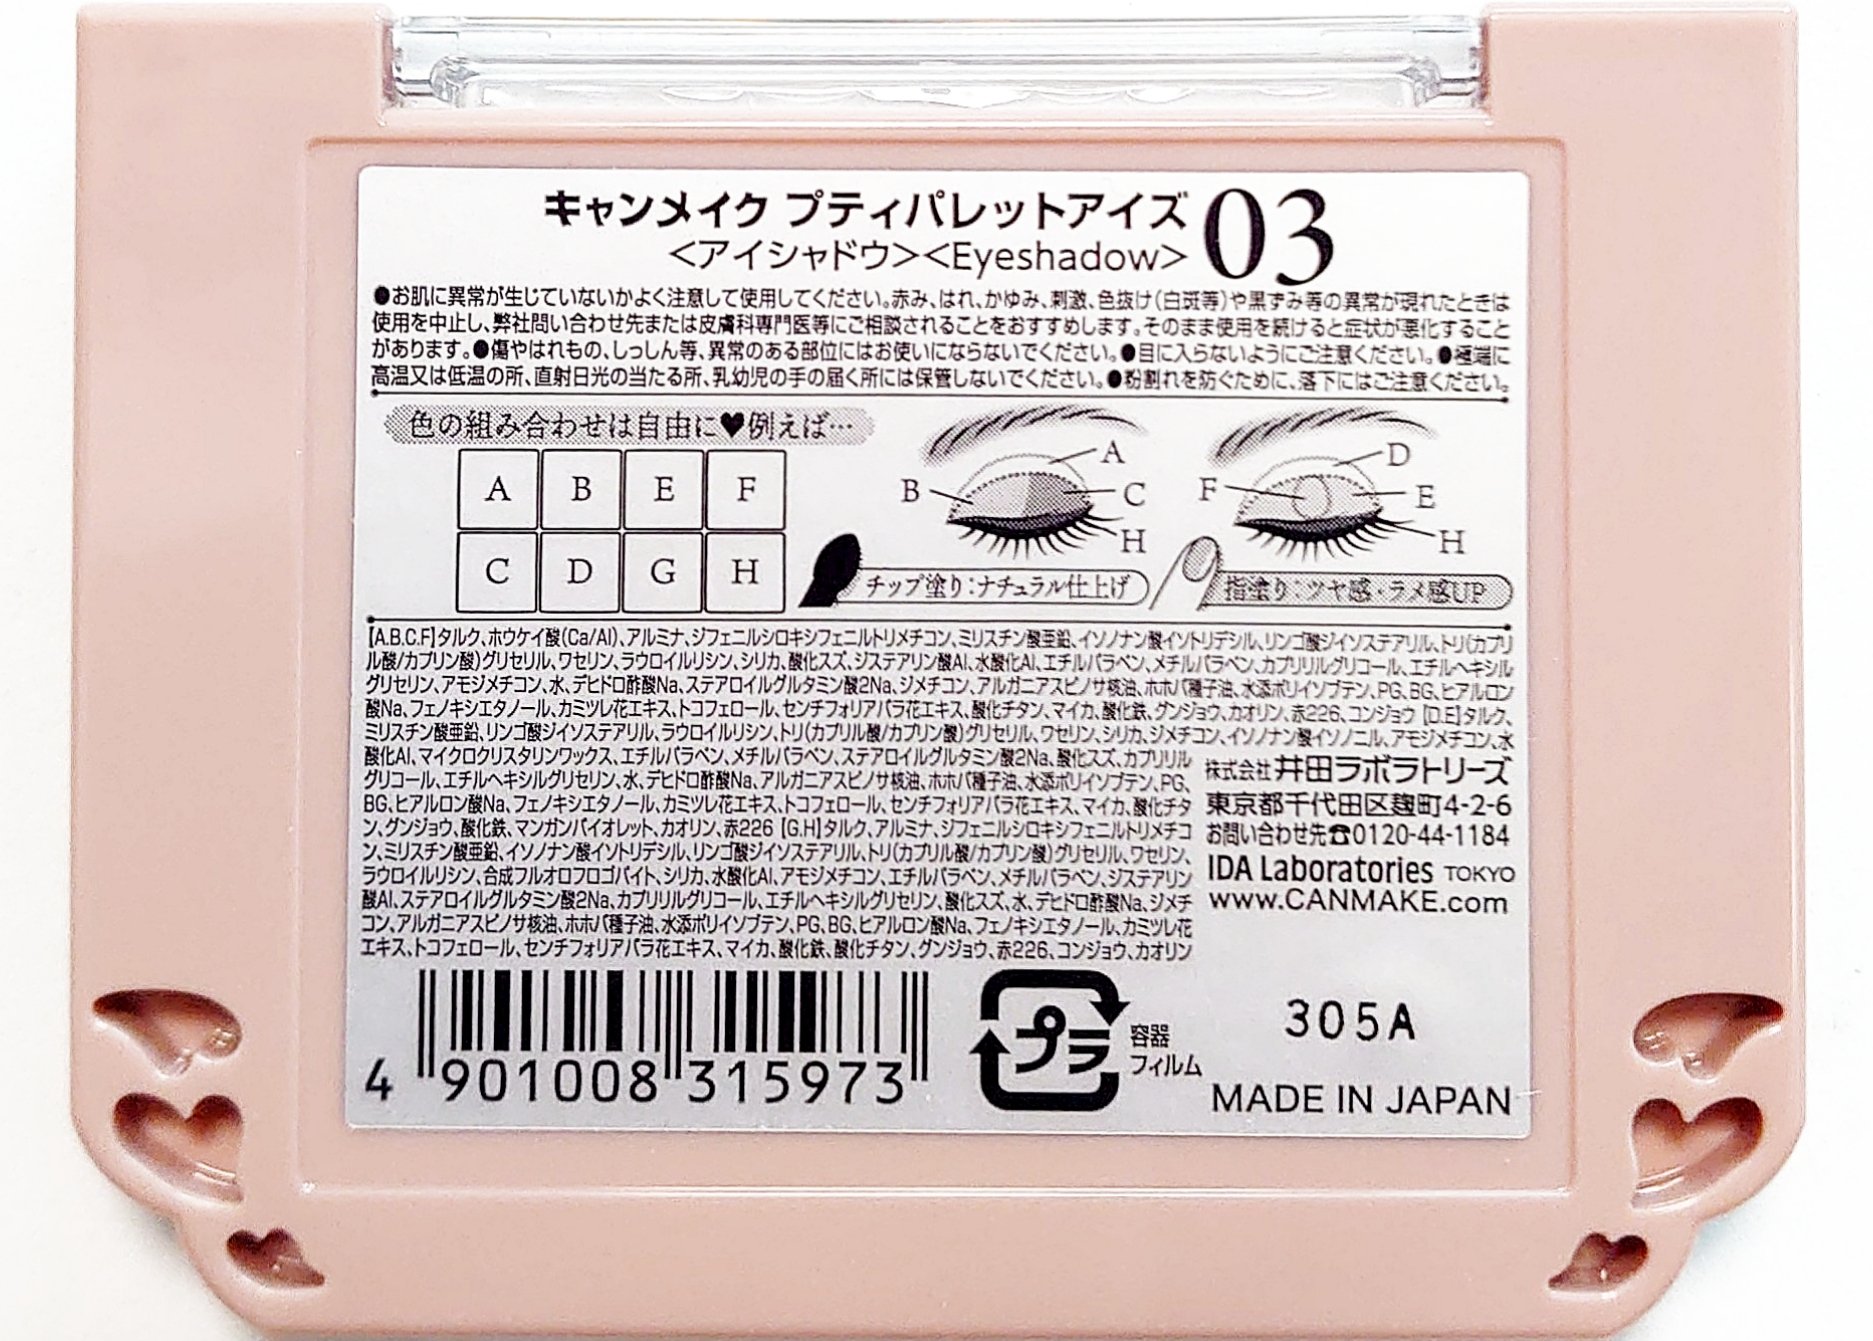 キャンメイク プティパレットアイズ 03
<アイシャドウ><Eyeshadow>
●お肌に異常が生じていないかよく注意して使用してください。赤み、はれ、かゆみ、刺激、色抜け(白斑等)や黒ずみ等の異常が現れたときは
使用を中止し、弊社問い合わせ先または皮膚科専門医等にご相談されることをおすすめします。そのまま使用を続けると症状が悪化すること
があります。●傷やはれもの、しっしん等、異常のある部位にはお使いにならないでください。●目に入らないようにご注意ください。●極端に
高温又は低温の所、直射日光の当たる所、乳幼児の手の届く所には保管しないでください。●粉割れを防ぐために、落下にはご注意ください。
色の組み合わせは自由に♥例えば…
A B E F
C D G H
A
B
C
H
チップ塗り:ナチュラル仕上げ
D
F
E
H
指塗り:ツヤ感・ラメ感UP
[A.B.C.F]タルク、ホウケイ酸(Ca/Al)、アルミナ、ジフェニルシロキシフェニルトリメチコン、ミリスチン酸亜鉛、イソノナン酸イソトリデシル、リンゴ酸ジイソステアリル、トリ(カプリ
ル酸/カプリン酸)グリセリル、ワセリン、ラウロイルリシン、シリカ、酸化スズ、ジステアリン酸Al、水酸化Al、エチルパラベン、メチルパラベン、カプリリルグリコール、エチルヘキシル
グリセリン、アモジメチコン、水、デヒドロ酢酸Na、ステアロイルグルタミン酸2Na、ジメチコン、アルガニアスピノサ核油、ホホバ種子油、水添ポリイソブテン、PG、BG、ヒアルロン
酸Na、フェノキシエタノール、カミツレ花エキス、トコフェロール、センチフォリアバラ花エキス、酸化チタン、マイカ、酸化鉄、グンジョウ、カオリン、赤226、コンジョウ [D.E]タルク、
ミリスチン酸亜鉛、リンゴ酸ジイソステアリル、ラウロイルリシン、トリ(カプリル酸/カプリン酸)グリセリル、ワセリン、シリカ、ジメチコン、イソノナン酸イソノニル、アモジメチコン、水
酸化Al、マイクロクリスタリンワックス、エチルパラベン、メチルパラベン、ステアロイルグルタミン酸2Na、酸化スズ、カプリリル
グリコール、エチルヘキシルグリセリン、水、デヒドロ酢酸Na、アルガニアスピノサ核油、ホホバ種子油、水添ポリイソブテン、PG、
BG、ヒアルロン酸Na、フェノキシエタノール、カミツレ花エキス、トコフェロール、センチフォリアバラ花エキス、マイカ、酸化チタ
ン、グンジョウ、酸化鉄、マンガンバイオレット、カオリン、赤226 [G.H]タルク、アルミナ、ジフェニルシロキシフェニルトリメチコ
ン、ミリスチン酸亜鉛、イソノナン酸イソトリデシル、リンゴ酸ジイソステアリル、トリ(カプリル酸/カプリン酸)グリセリル、ワセリン、
ラウロイルリシン、合成フルオロフロゴパイト、シリカ、水酸化Al、アモジメチコン、エチルパラベン、メチルパラベン、ジステアリン
酸Al、ステアロイルグルタミン酸2Na、カプリリルグリコール、エチルヘキシルグリセリン、酸化スズ、水、デヒドロ酢酸Na、ジメチ
コン、アルガニアスピノサ核油、ホホバ種子油、水添ポリイソブテン、PG、BG、ヒアルロン酸Na、フェノキシエタノール、カミツレ花
エキス、トコフェロール、センチフォリアバラ花エキス、マイカ、酸化鉄、酸化チタン、グンジョウ、赤226、コンジョウ、カオリン
株式会社 井田ラボラトリーズ
東京都千代田区麹町4-2-6
お問い合わせ先☎0120-44-1184
IDA Laboratories TOKYO
www.CANMAKE.com
4 901008 315973
プラ
容器
フィルム
305A
MADE IN JAPAN